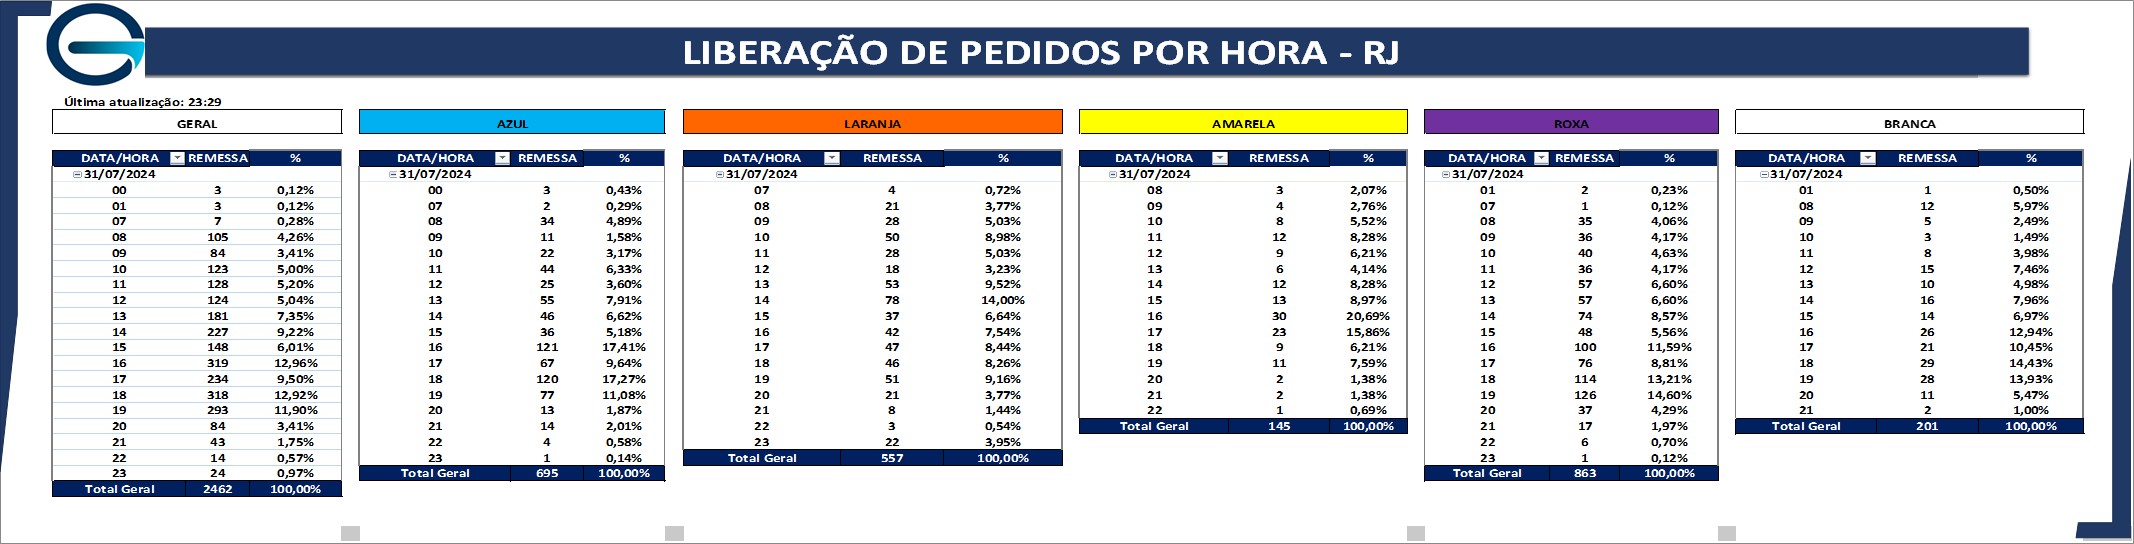 LIBERAÇÃO DE PEDIDOS POR HORA - RJ
Última atualização: 23:29
GERAL
DATA/HORA REMESSA %
31/07/2024
00 3 0,12%
01 3 0,12%
07 7 0,28%
08 105 4,26%
09 84 3,41%
10 123 5,00%
11 128 5,20%
12 124 5,04%
13 181 7,35%
14 227 9,22%
15 148 6,01%
16 319 12,96%
17 234 9,50%
18 318 12,92%
19 293 11,90%
20 84 3,41%
21 43 1,75%
22 14 0,57%
23 24 0,97%
Total Geral 2462 100,00%
AZUL
DATA/HORA REMESSA %
31/07/2024
00 3 0,43%
07 2 0,29%
08 34 4,89%
09 11 1,58%
10 22 3,17%
11 44 6,33%
12 25 3,60%
13 55 7,91%
14 46 6,62%
15 36 5,18%
16 121 17,41%
17 67 9,64%
18 120 17,27%
19 77 11,08%
20 13 1,87%
21 14 2,01%
22 4 0,58%
23 1 0,14%
Total Geral 695 100,00%
LARANJA
DATA/HORA REMESSA %
31/07/2024
07 4 0,72%
08 21 3,77%
09 28 5,03%
10 50 8,98%
11 28 5,03%
12 18 3,23%
13 53 9,52%
14 78 14,00%
15 37 6,64%
16 42 7,54%
17 47 8,44%
18 46 8,26%
19 51 9,16%
20 21 3,77%
21 8 1,44%
22 3 0,54%
23 22 3,95%
Total Geral 557 100,00%
AMARELA
DATA/HORA REMESSA %
31/07/2024
08 3 2,07%
09 4 2,76%
10 8 5,52%
11 12 8,28%
12 9 6,21%
13 6 4,14%
14 12 8,28%
15 13 8,97%
16 30 20,69%
17 23 15,86%
18 9 6,21%
19 11 7,59%
20 2 1,38%
21 2 1,38%
22 1 0,69%
Total Geral 145 100,00%
ROXA
DATA/HORA REMESSA %
31/07/2024
01 2 0,23%
07 1 0,12%
08 35 4,06%
09 36 4,17%
10 40 4,63%
11 36 4,17%
12 57 6,60%
13 57 6,60%
14 74 8,57%
15 48 5,56%
16 100 11,59%
17 76 8,81%
18 114 13,21%
19 126 14,60%
20 37 4,29%
21 17 1,97%
22 6 0,70%
23 1 0,12%
Total Geral 863 100,00%
BRANCA
DATA/HORA REMESSA %
31/07/2024
01 1 0,50%
08 12 5,97%
09 5 2,49%
10 3 1,49%
11 8 3,98%
12 15 7,46%
13 10 4,98%
14 16 7,96%
15 14 6,97%
16 26 12,94%
17 21 10,45%
18 29 14,43%
19 28 13,93%
20 11 5,47%
21 2 1,00%
Total Geral 201 100,00%